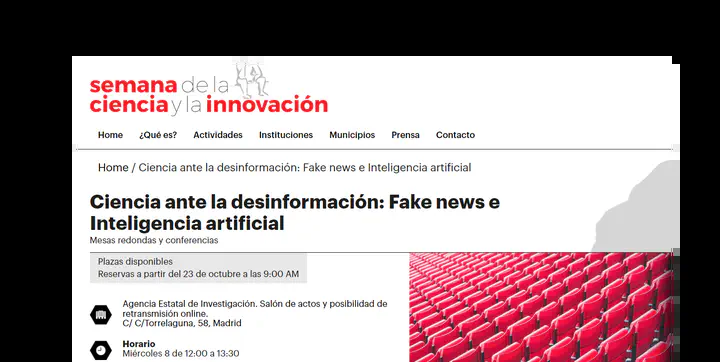 semana de la
ciencia y la innovación
Home ¿Qué es? Actividades Instituciones Municipios Prensa Contacto
Home / Ciencia ante la desinformación: Fake news e Inteligencia artificial
Ciencia ante la desinformación: Fake news e
Inteligencia artificial
Mesas redondas y conferencias
Plazas disponibles
Reservas a partir del 23 de octubre a las 9:00 AM
Agencia Estatal de Investigación. Salón de actos y posibilidad de
retransmisión online.
C/ C/Torrelaguna, 58, Madrid
Horario
Miércoles 8 de 12:00 a 13:30